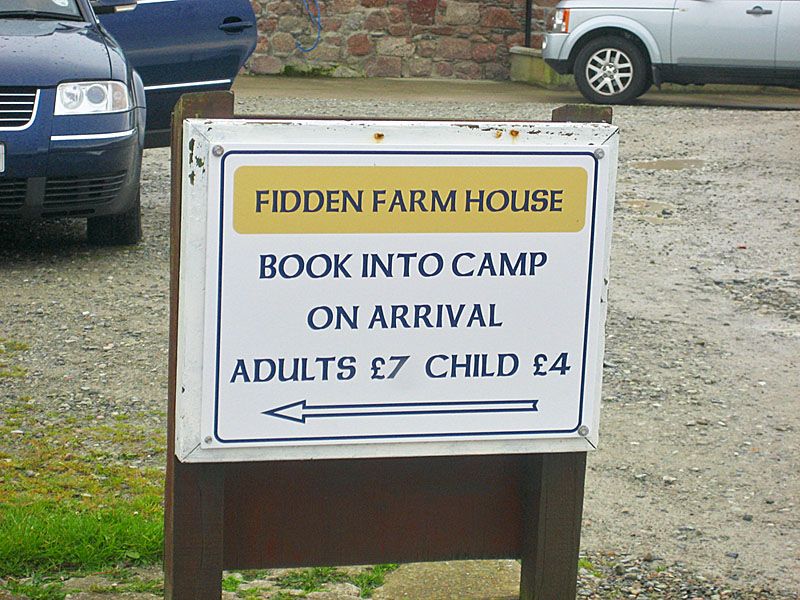 FIDDEN FARM HOUSE
BOOK INTO CAMP
ON ARRIVAL
ADULTS £7 CHILD £4